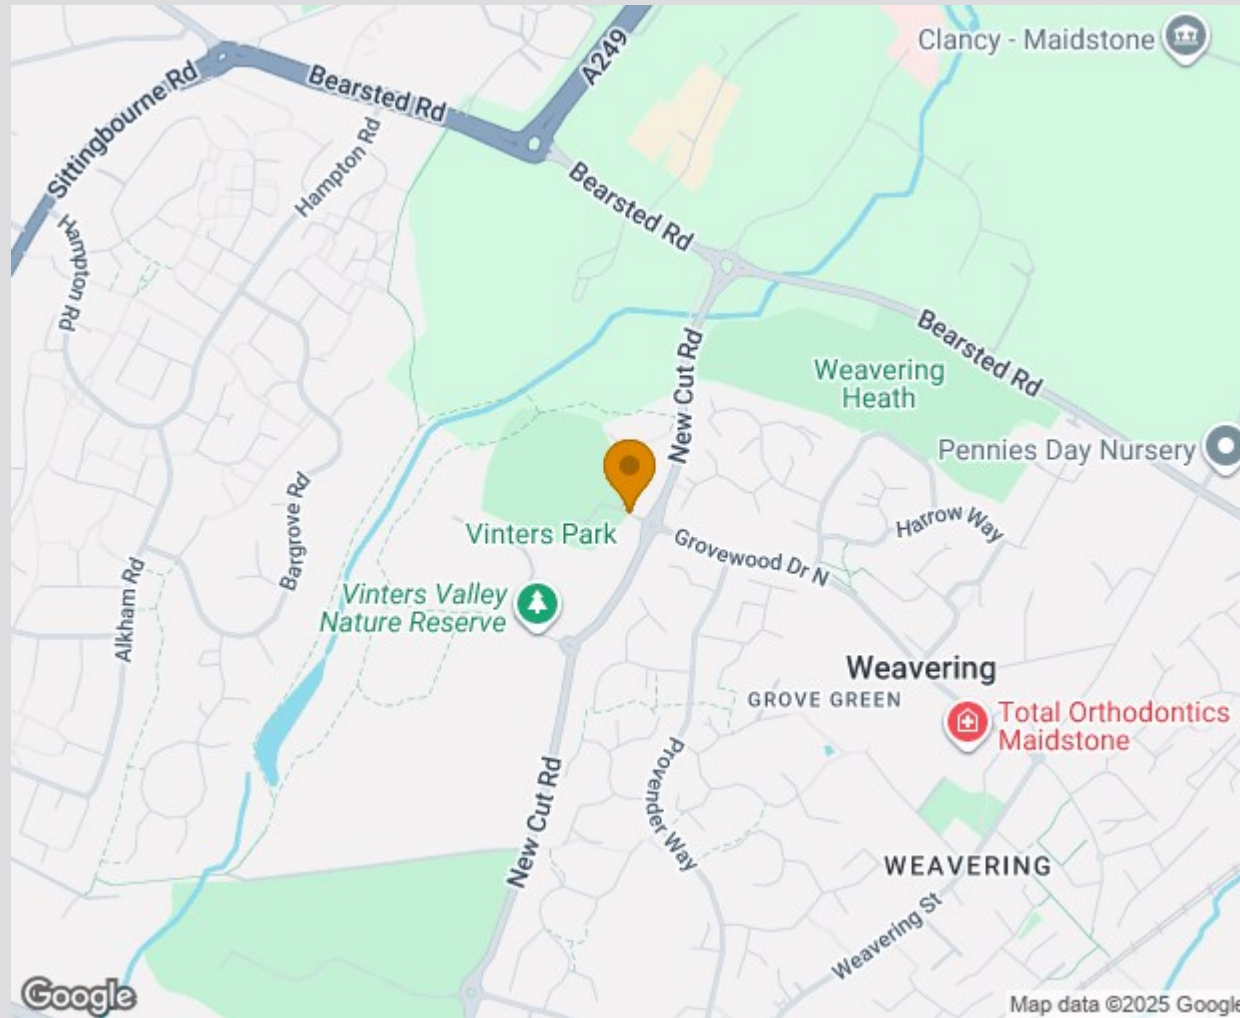 Clancy - Maidstone
A249
Bearsted Rd
Sittingbourne Rd
Hampton Rd
Bearsted Rd
Hampton Rd
Bearsted Rd
New Cut Rd
Weavering
Heath
Pennies Day Nursery
Bargrove Rd
Vinters Park
Harrow Way
Grovewood Dr N
Alkham Rd
Vinters Valley
Nature Reserve
Weavering
GROVE GREEN
Total Orthodontics
Maidstone
Provender Way
New Cut Rd
WEAVERING
Weavering St
Google
Map data ©2025 Google